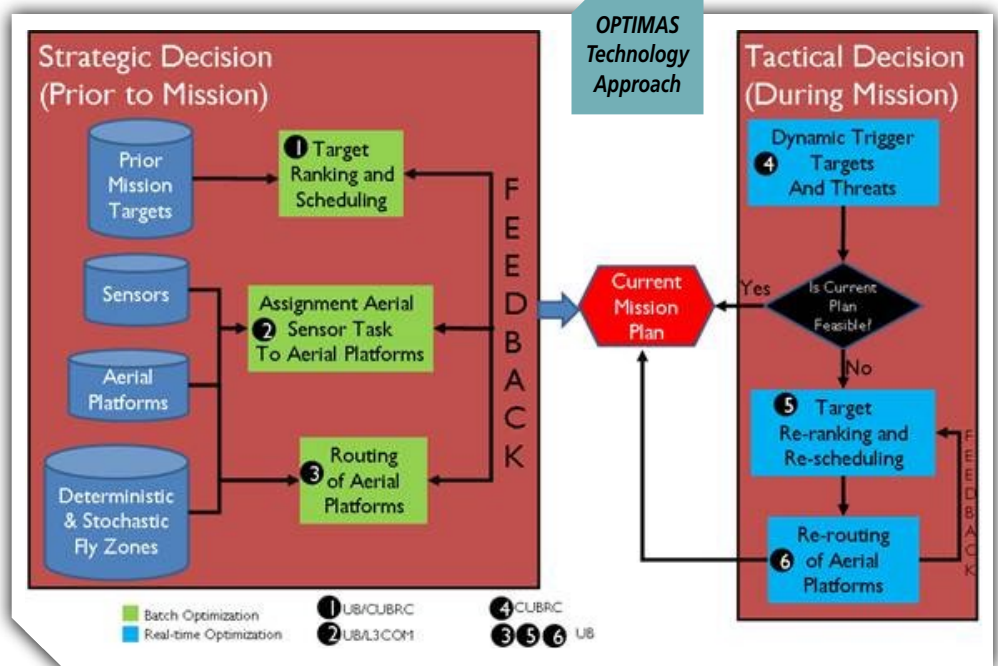 OPTIMAS
Technology
Approach
Strategic Decision
(Prior to Mission)
Prior
Mission
Targets
1 Target
Ranking and
Scheduling
Sensors
Assignment Aerial
2 Sensor Task
To Aerial Platforms
Aerial
Platforms
Deterministic
& Stochastic
Fly Zones
Routing
3 of Aerial
Platforms
FEEDBACK
Current
Mission
Plan
Tactical Decision
(During Mission)
Dynamic Trigger
4 Targets
And Threats
Yes
Is Current
Plan
Feasible?
No
5 Target
Re-ranking and
Re-scheduling
Re-routing
6 of Aerial
Platforms
FEEDBACK
Batch Optimization
Real-time Optimization
1 UB/CUBRC
2 UB/L3COM
4 CUBRC
3 5 6 UB